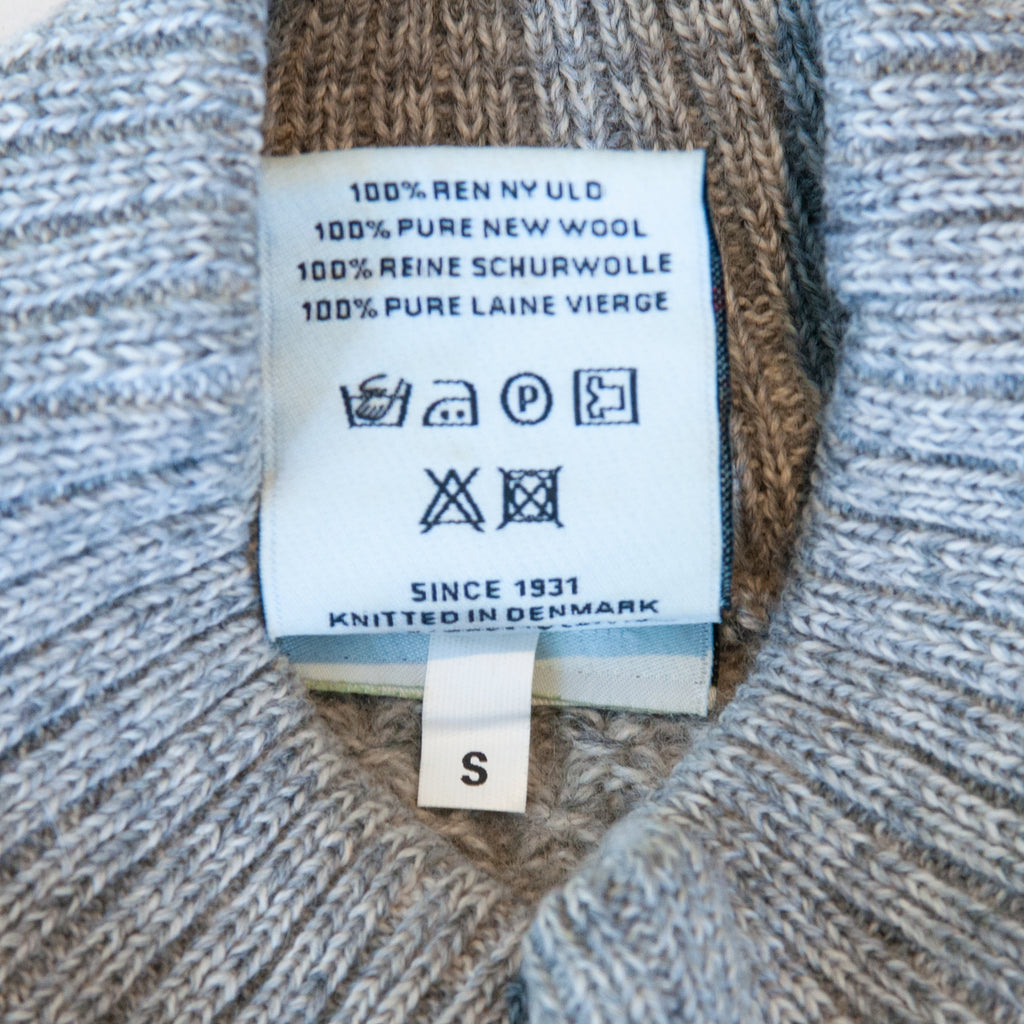 100% REN NY ULD
100% PURE NEW WOOL
100% REINE SCHURWOLLE
100% PURE LAINE VIERGE
P
SINCE 1931
KNITTED IN DENMARK
S